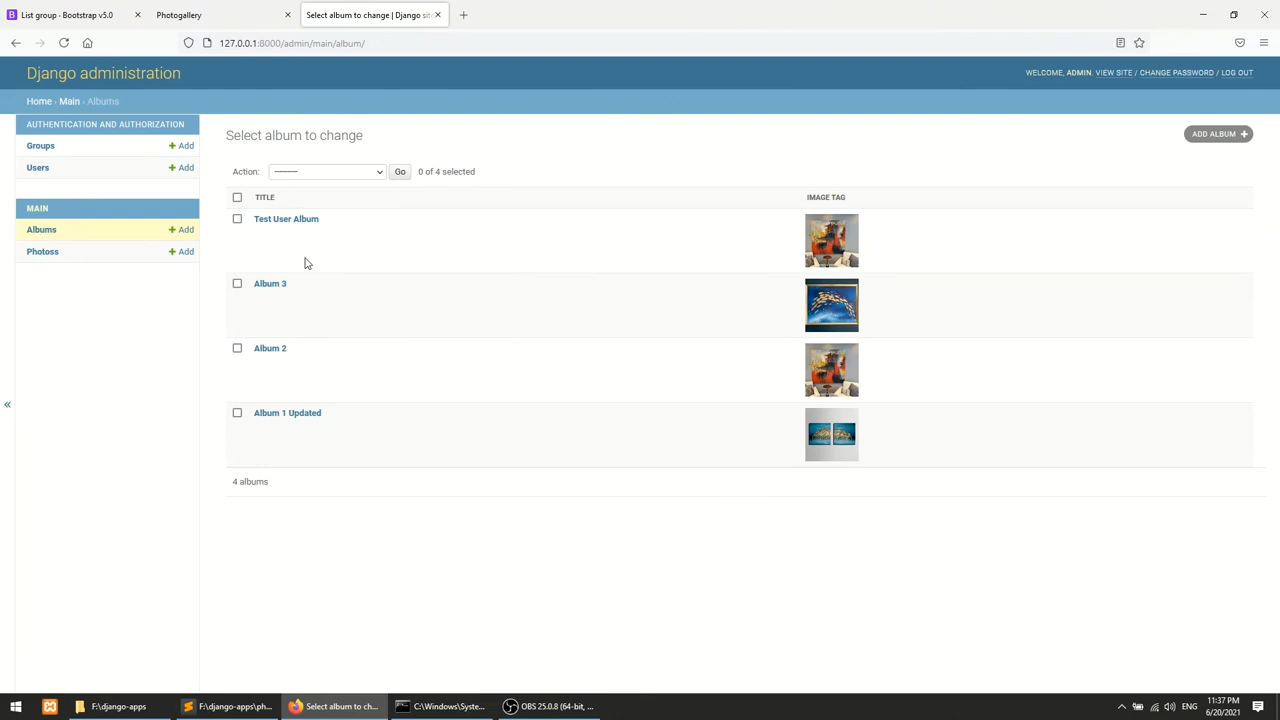 List group - Bootstrap v5.0
Photogallery
Select album to change | Django sit
127.0.0.1:8000/admin/main/album/
Django administration
WELCOME, ADMIN. VIEW SITE / CHANGE PASSWORD / LOG OUT
Home › Main › Albums
AUTHENTICATION AND AUTHORIZATION
Groups
+ Add
Users
+ Add
MAIN
Albums
+ Add
Photoss
+ Add
Select album to change
ADD ALBUM +
Action:
---------
Go
0 of 4 selected
TITLE
IMAGE TAG
Test User Album
Album 3
Album 2
Album 1 Updated
4 albums
«
F:\django-apps
F:\django-apps\ph...
Select album to ch...
C:\Windows\Syste...
OBS 25.0.8 (64-bit, ...
ENG
11:37 PM
6/20/2021